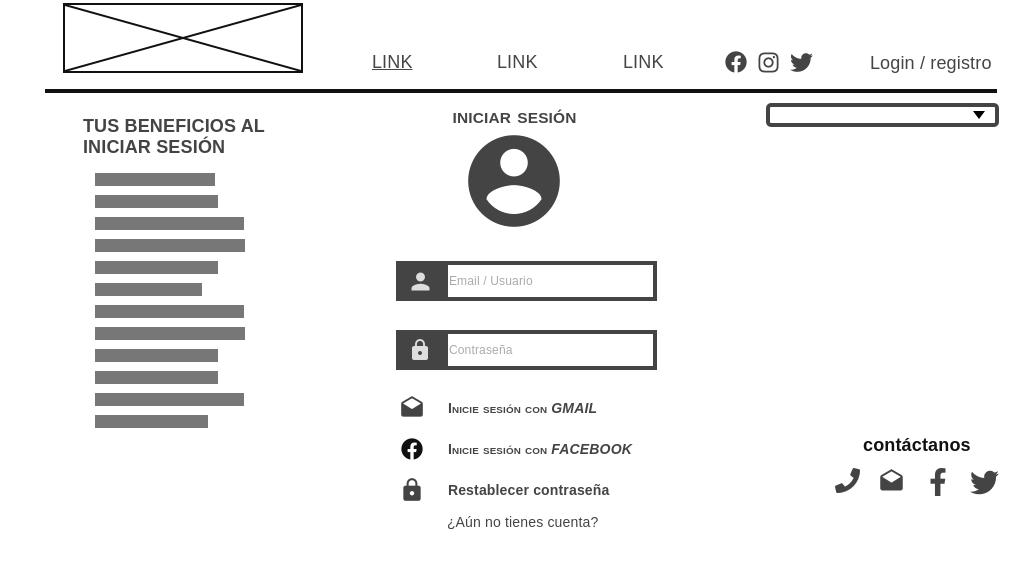 LINK LINK LINK Login / registro
TUS BENEFICIOS AL
INICIAR SESIÓN
INICIAR SESIÓN
Email / Usuario
Contraseña
Inicie sesión con GMAIL
Inicie sesión con FACEBOOK
Restablecer contraseña
¿Aún no tienes cuenta?
contáctanos